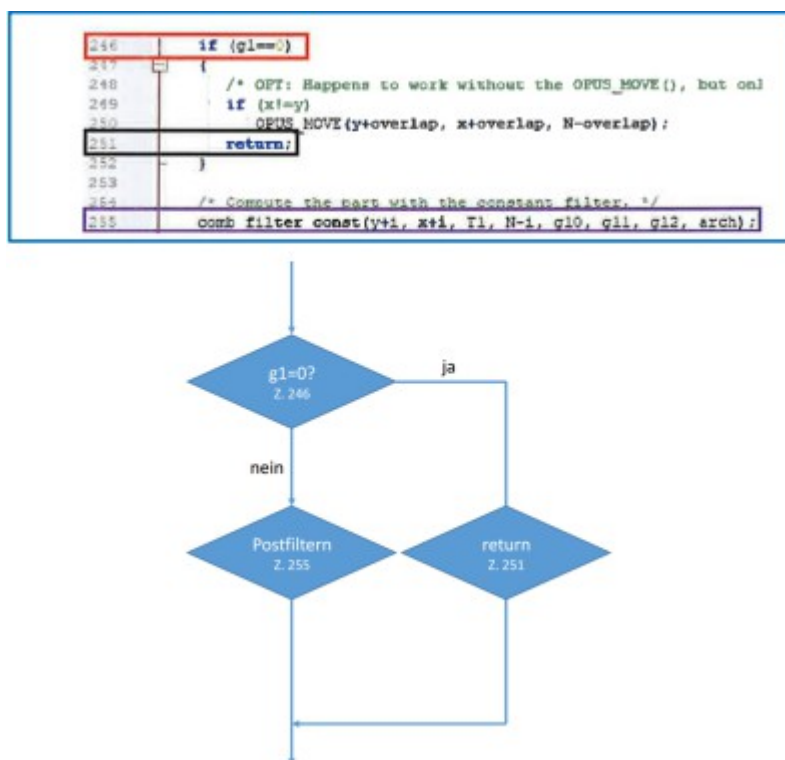 246 if (g1==0)
247 {
248 /* OPT: Happens to work without the OPUS_MOVE(), but onl
249 if (x!=y)
250 OPUS_MOVE(y+overlap, x+overlap, N-overlap);
251 return;
252 }
253
254 /* Compute the part with the constant filter. */
255 comb_filter_const(y+i, x+i, T1, N-i, g10, g11, g12, arch);
g1=0?
Z. 246
ja
nein
Postfiltern
Z. 255
return
Z. 251